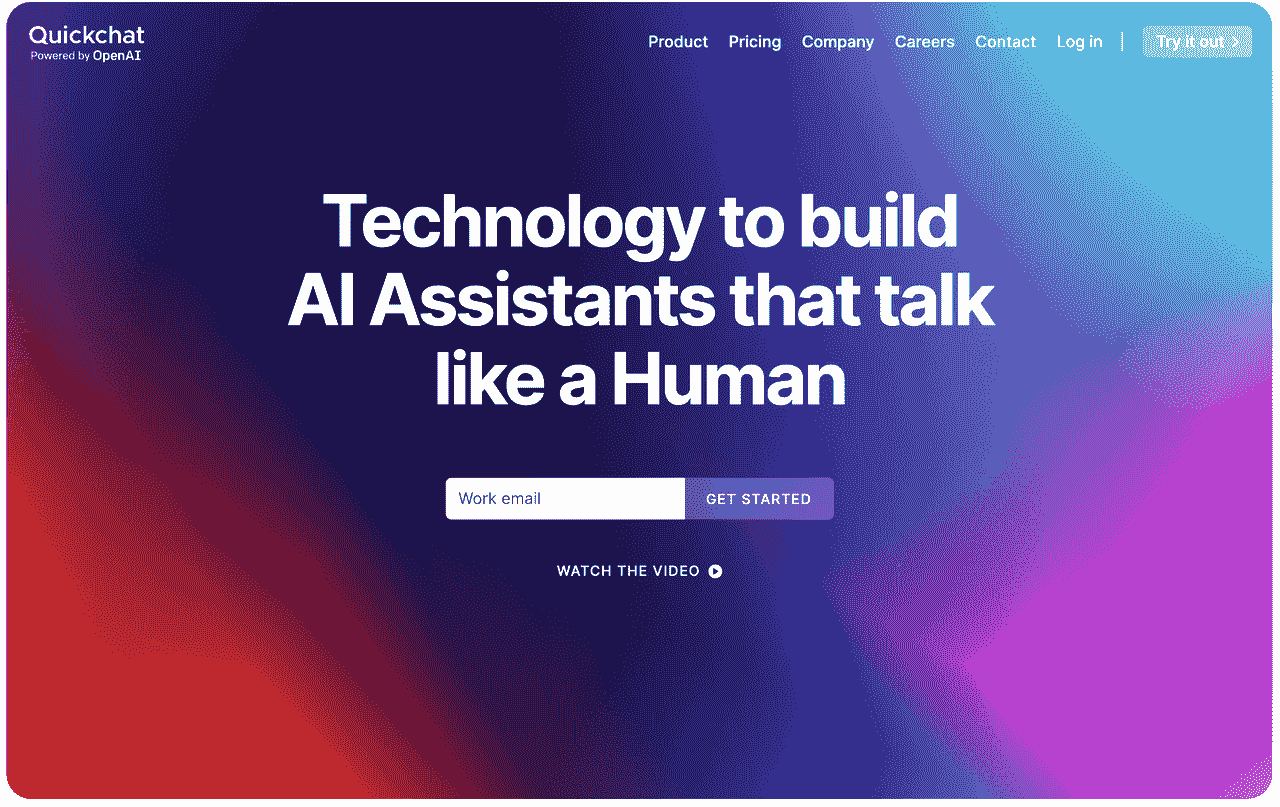 Quickchat
Powered by OpenAI
Product Pricing Company Careers Contact Log in | Try it out >
Technology to build
AI Assistants that talk
like a Human
Work email GET STARTED
WATCH THE VIDEO